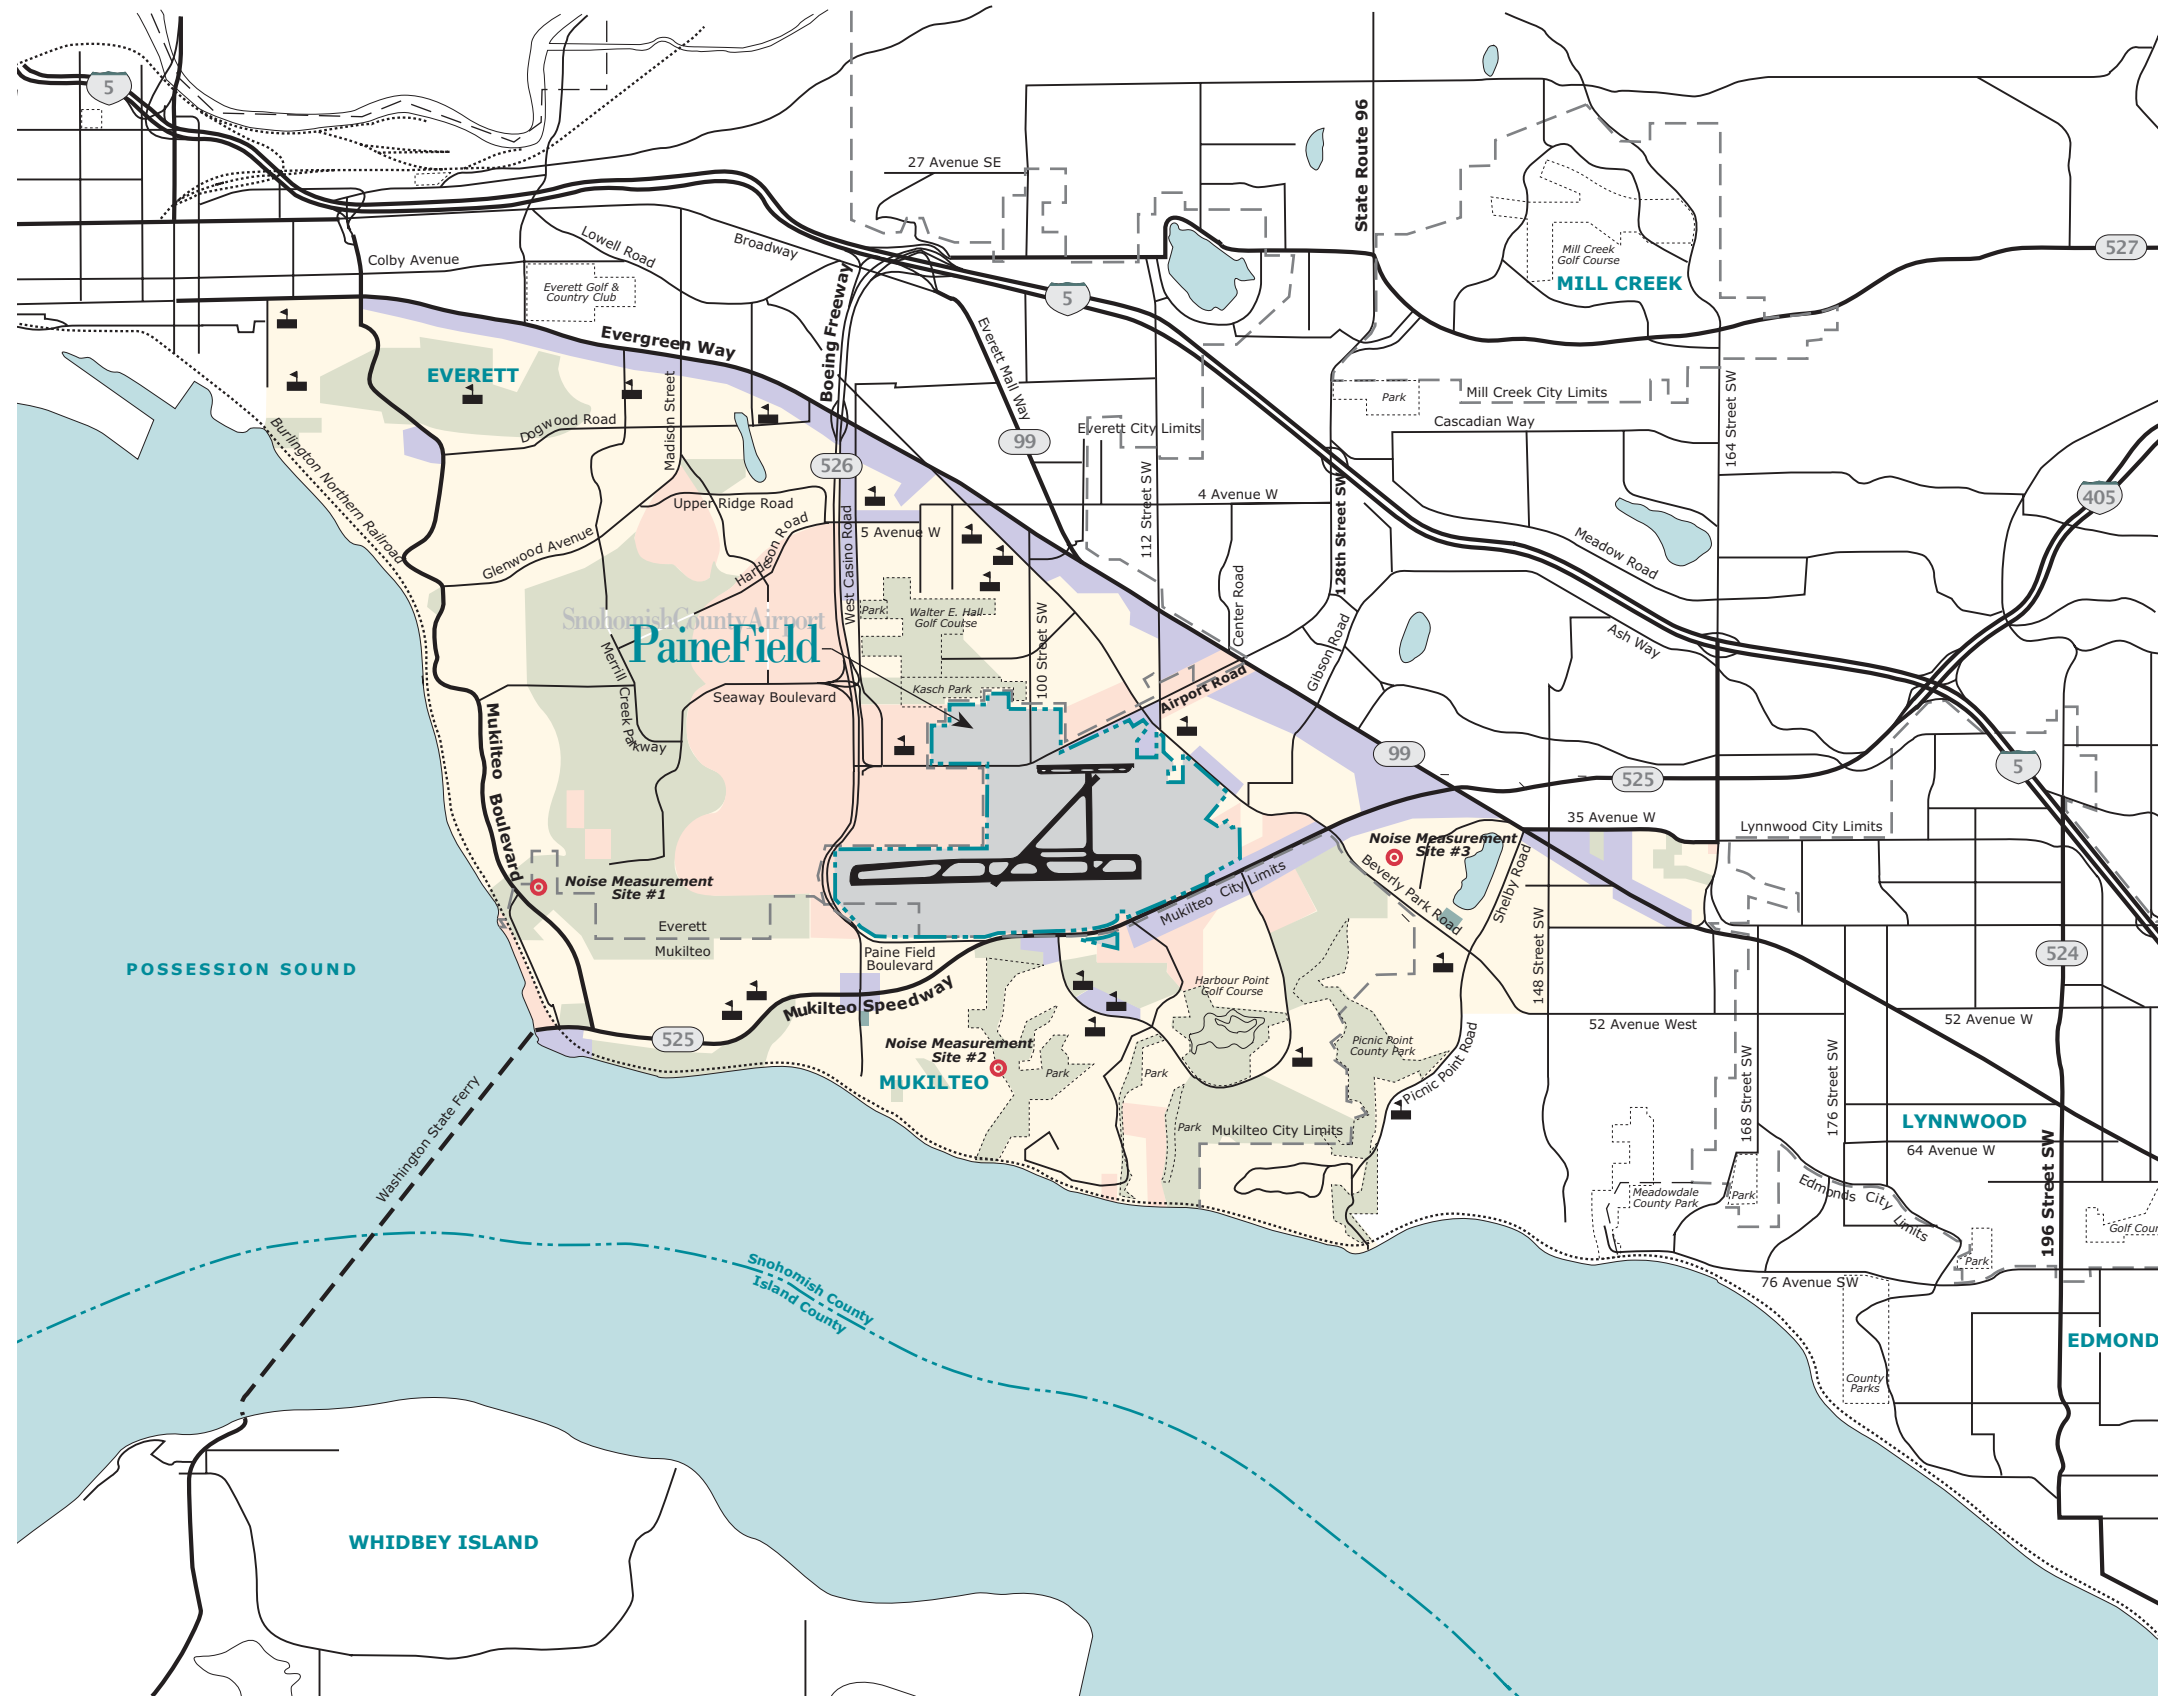 5
27 Avenue SE
State Route 96
Lowell Road
Broadway
Colby Avenue
Mill Creek
Golf Course
MILL CREEK
527
Everett Golf &
Country Club
5
Boeing Freeway
Evergreen Way
Everett Mall Way
EVERETT
Madison Street
Park
Mill Creek City Limits
164 Street SW
Cascadian Way
Dogwood Road
Burlington Northern Railroad
99
Everett City Limits
526
112 Street SW
4 Avenue W
128th Street SW
405
Upper Ridge Road
Hardeson Road
West Casino Road
5 Avenue W
Glenwood Avenue
Meadow Road
Snohomish County Airport
PaineField
Park
Walter E. Hall
Golf Course
100 Street SW
Center Road
Gibson Road
Ash Way
Merrill Creek Parkway
Kasch Park
Seaway Boulevard
Airport Road
Mukilteo Boulevard
99
525
5
35 Avenue W
Lynnwood City Limits
Noise Measurement
Site #3
Beverly Park Road
Shelby Road
Noise Measurement
Site #1
Mukilteo City Limits
Everett
Mukilteo
148 Street SW
Paine Field
Boulevard
524
POSSESSION SOUND
Mukilteo Speedway
Harbour Point
Golf Course
525
52 Avenue West
52 Avenue W
Noise Measurement
Site #2
MUKILTEO
Park
Park
Picnic Point
County Park
Picnic Point Road
168 Street SW
176 Street SW
Washington State Ferry
Park
Mukilteo City Limits
LYNNWOOD
64 Avenue W
196 Street SW
Meadowdale
County Park
Park
Edmonds City Limits
Golf Cour
Park
76 Avenue SW
Snohomish County
Island County
EDMOND
County
Parks
WHIDBEY ISLAND